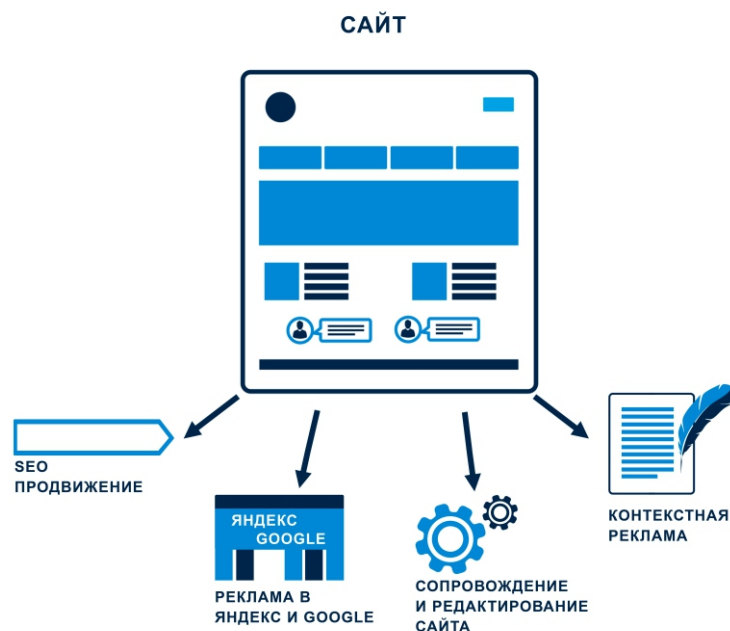 САЙТ
SEO
ПРОДВИЖЕНИЕ
ЯНДЕКС
GOOGLE
РЕКЛАМА В
ЯНДЕКС И GOOGLE
СОПРОВОЖДЕНИЕ
И РЕДАКТИРОВАНИЕ
САЙТА
КОНТЕКСТНАЯ
РЕКЛАМА